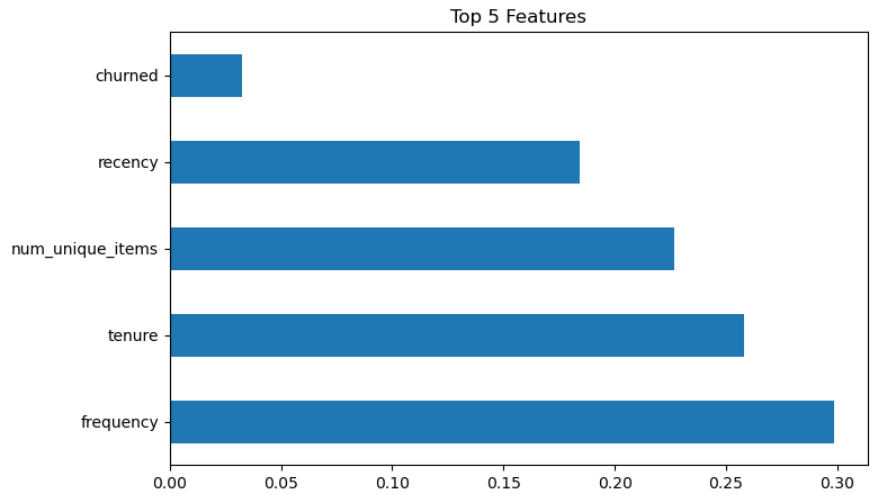 Top 5 Features
churned
recency
num_unique_items
tenure
frequency
0.00 0.05 0.10 0.15 0.20 0.25 0.30